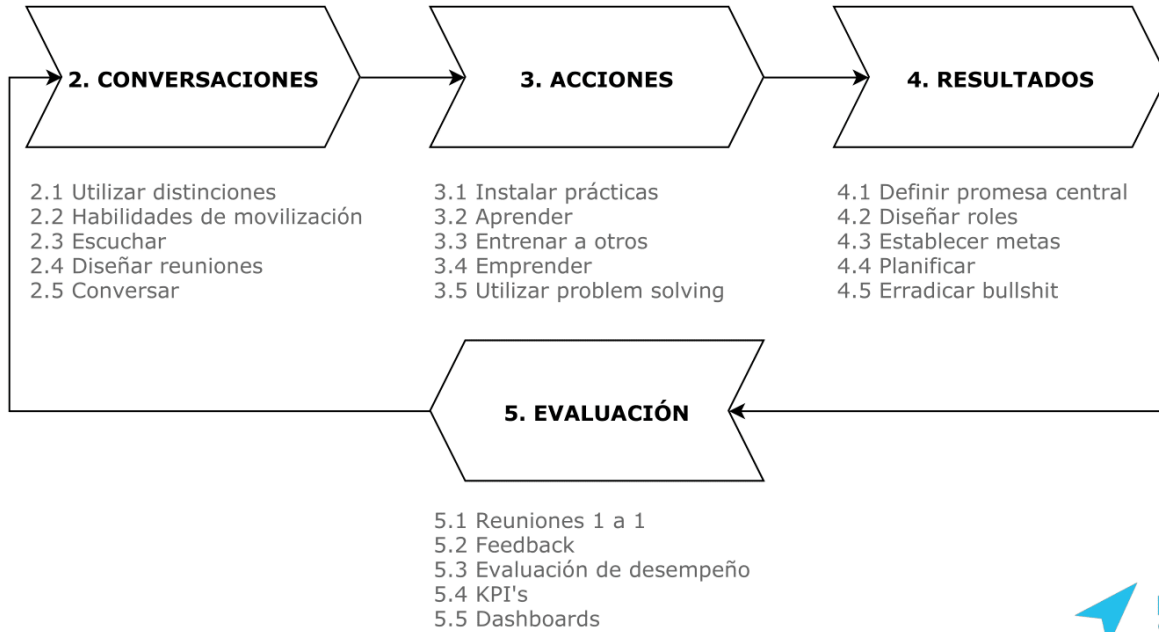 2. CONVERSACIONES
3. ACCIONES
4. RESULTADOS
2.1 Utilizar distinciones
2.2 Habilidades de movilización
2.3 Escuchar
2.4 Diseñar reuniones
2.5 Conversar
3.1 Instalar prácticas
3.2 Aprender
3.3 Entrenar a otros
3.4 Emprender
3.5 Utilizar problem solving
4.1 Definir promesa central
4.2 Diseñar roles
4.3 Establecer metas
4.4 Planificar
4.5 Erradicar bullshit
5. EVALUACIÓN
5.1 Reuniones 1 a 1
5.2 Feedback
5.3 Evaluación de desempeño
5.4 KPI's
5.5 Dashboards